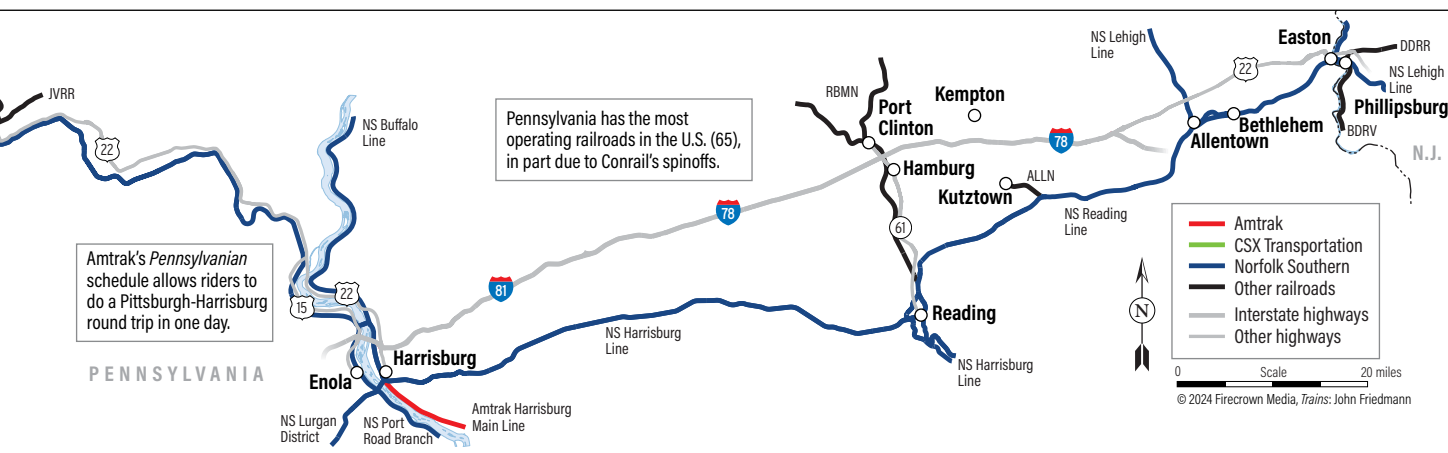 JVRR
22
NS Buffalo
Line
Pennsylvania has the most
operating railroads in the U.S. (65),
in part due to Conrail's spinoffs.
RBMN
Port
Clinton
Kempton
NS Lehigh
Line
22
Easton
DDRR
NS Lehigh
Line
Phillipsburg
BDRV
N.J.
Allentown
Bethlehem
78
Hamburg
Kutztown
ALLN
NS Reading
Line
61
78
81
Amtrak's Pennsylvanian
schedule allows riders to
do a Pittsburgh-Harrisburg
round trip in one day.
15
22
PENNSYLVANIA
Enola
Harrisburg
NS Harrisburg
Line
Reading
NS Harrisburg
Line
NS Lurgan
District
NS Port
Road Branch
Amtrak Harrisburg
Main Line
N
Amtrak
CSX Transportation
Norfolk Southern
Other railroads
Interstate highways
Other highways
0 Scale 20 miles
© 2024 Firecrown Media, Trains: John Friedmann